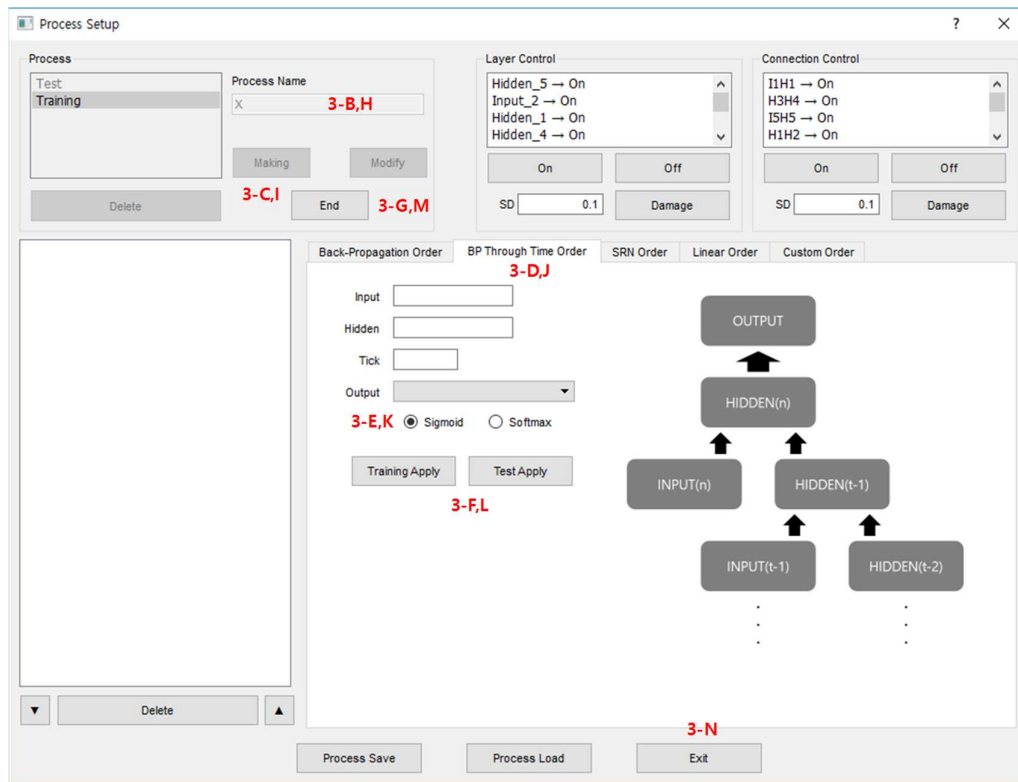 Process Setup
?
×
Process
Test
Training
Process Name
X
3-B,H
Making
Modify
3-C,I
Delete
End
3-G,M
Layer Control
Hidden_5 → On
Input_2 → On
Hidden_1 → On
Hidden_4 → On
On
Off
SD
0.1
Damage
Connection Control
I1H1 → On
H3H4 → On
I5H5 → On
H1H2 → On
On
Off
SD
0.1
Damage
Back-Propagation Order
BP Through Time Order
SRN Order
Linear Order
Custom Order
3-D,J
Input
Hidden
Tick
Output
3-E,K
Sigmoid
Softmax
Training Apply
Test Apply
3-F,L
OUTPUT
HIDDEN(n)
INPUT(n)
HIDDEN(t-1)
INPUT(t-1)
HIDDEN(t-2)
▼
Delete
▲
3-N
Process Save
Process Load
Exit